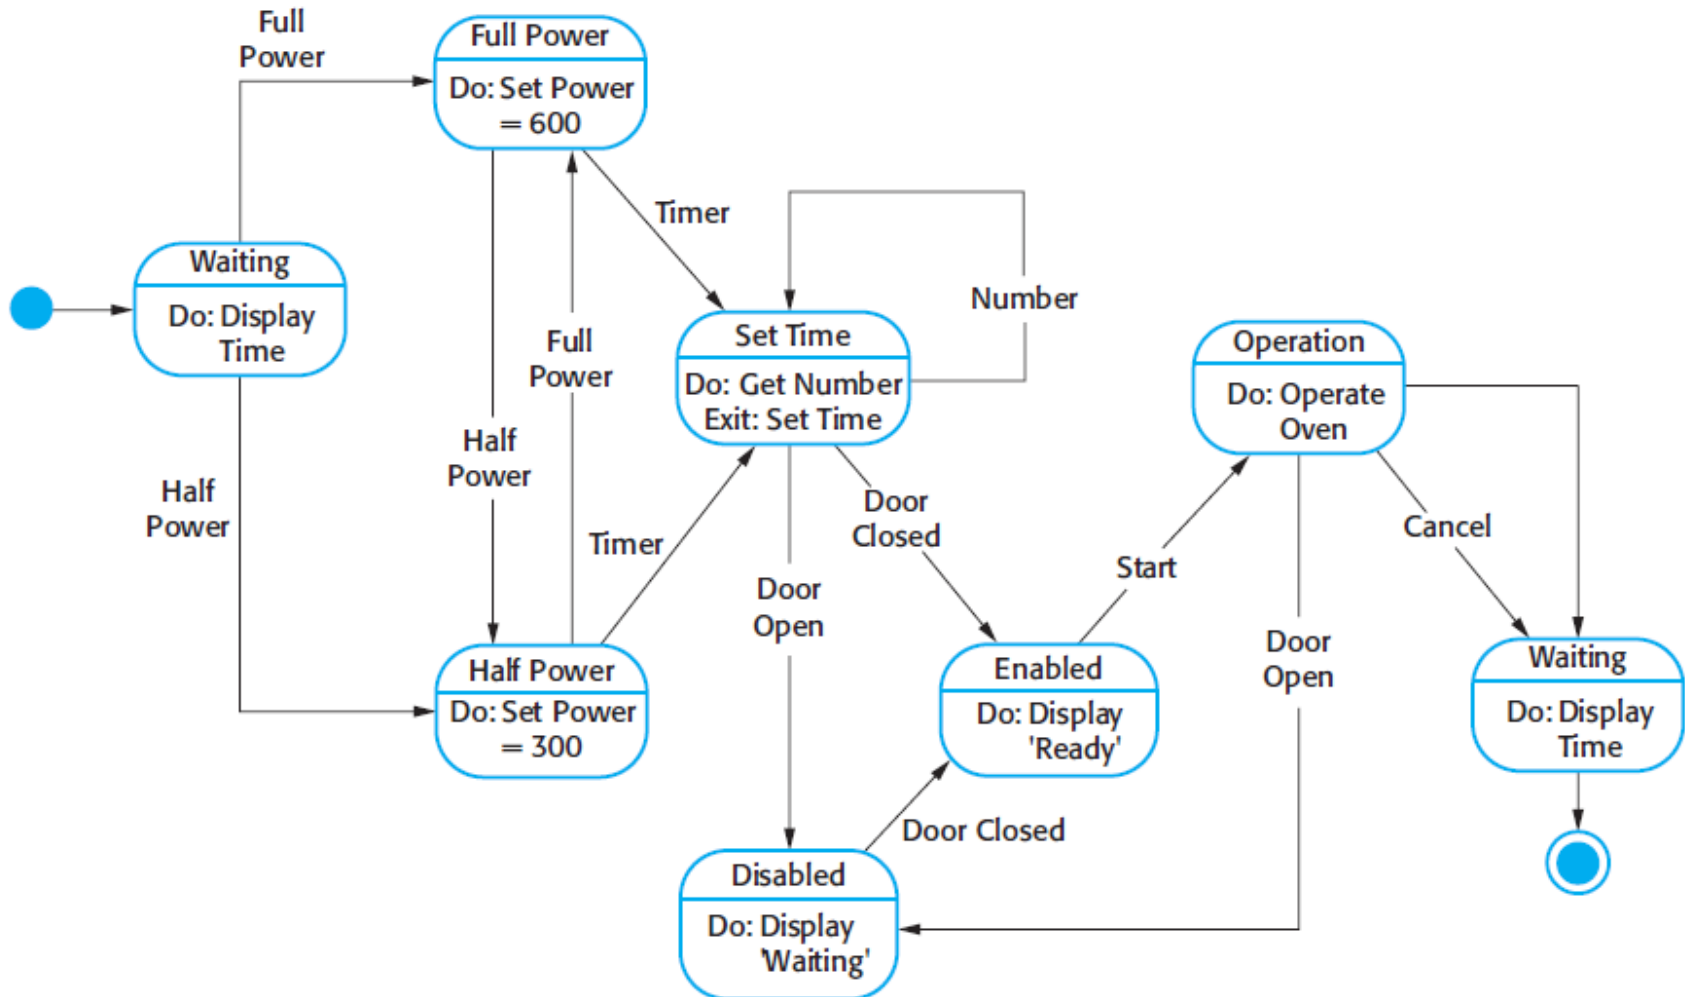 Full
Power
Full Power
Do: Set Power
= 600
Timer
Waiting
Do: Display
Time
Number
Full
Power
Set Time
Do: Get Number
Exit: Set Time
Operation
Do: Operate
Oven
Half
Power
Half
Power
Door
Closed
Cancel
Timer
Start
Door
Open
Door
Open
Half Power
Do: Set Power
= 300
Enabled
Do: Display
'Ready'
Waiting
Do: Display
Time
Door Closed
Disabled
Do: Display
'Waiting'